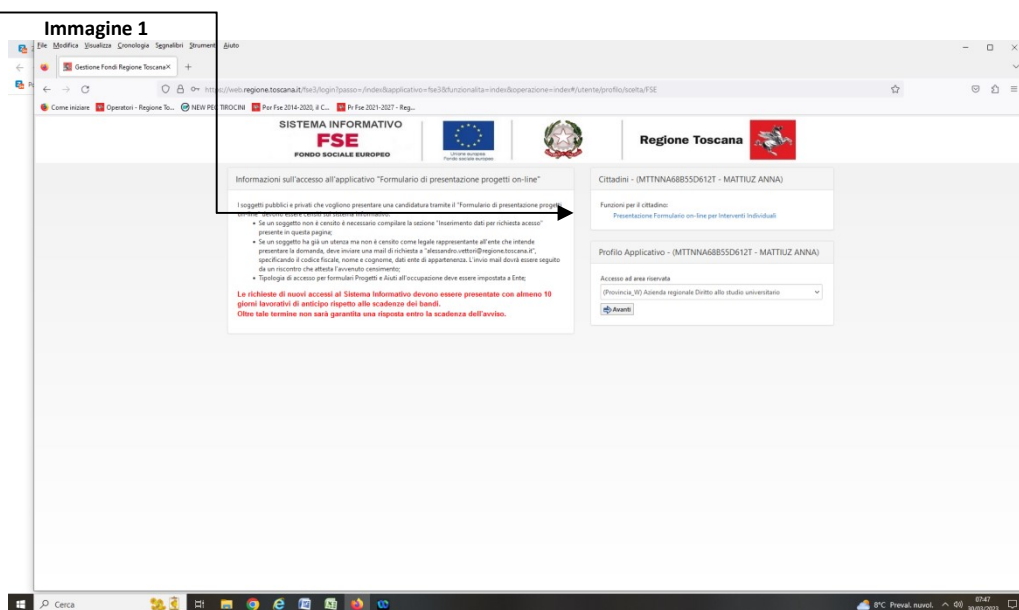 Immagine 1
File Modifica Visualizza Cronologia Segnalibri Strumenti Aiuto
Gestione Fondi Regione Toscana ×
https://web.regione.toscana.it/fse3/login?passo=/index&applicativo=fse3&funzionalita=index&operazione=index#/utente/profilo/scelta/FSE
Come iniziare Operatori - Regione To... NEW PEC TIROCINI Por Fse 2014-2020, il C... Pr Fse 2021-2027 - Reg...
SISTEMA INFORMATIVO
FSE
FONDO SOCIALE EUROPEO
Unione europea
Fondo sociale europeo
Regione Toscana
Informazioni sull'accesso all'applicativo "Formulario di presentazione progetti on-line"
I soggetti pubblici e privati che vogliono presentare una candidatura tramite il "Formulario di presentazione progetti
on-line" devono essere censiti sul sistema informativo:
• Se un soggetto non è censito è necessario compilare la sezione "Inserimento dati per richiesta acesso"
presente in questa pagina;
• Se un soggetto ha già un utenza ma non è censito come legale rappresentante all'ente che intende
presentare la domanda, deve inviare una mail di richiesta a "alessandro.vettori@regione.toscana.it",
specificando il codice fiscale, nome e cognome, dati ente di appartenenza. L'invio mail dovrà essere seguito
da un riscontro che attesta l'avvenuto censimento;
• Tipologia di accesso per formulari Progetti e Aiuti all'occupazione deve essere impostata a Ente;
Le richieste di nuovi accessi al Sistema Informativo devono essere presentate con almeno 10
giorni lavorativi di anticipo rispetto alle scadenze dei bandi.
Oltre tale termine non sarà garantita una risposta entro la scadenza dell'avviso.
Cittadini - (MTTNNA68B55D612T - MATTIUZ ANNA)
Funzioni per il cittadino:
Presentazione Formulario on-line per Interventi Individuali
Profilo Applicativo - (MTTNNA68B55D612T - MATTIUZ ANNA)
Accesso ad area riservata
(Provincia_W) Azienda regionale Diritto allo studio universitario
Avanti
Cerca
8°C Preval. nuvol.
07:47
30/03/2023